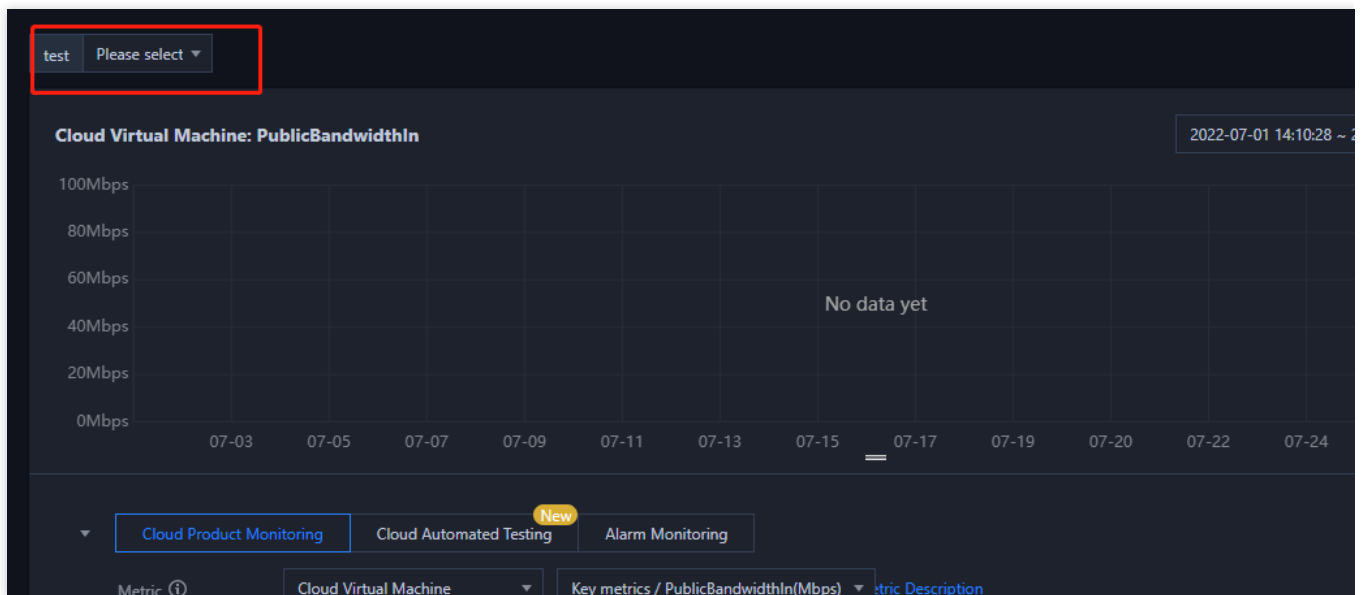 test Please select
Cloud Virtual Machine: PublicBandwidthIn
2022-07-01 14:10:28 ~ 2
100Mbps
80Mbps
60Mbps
No data yet
40Mbps
20Mbps
0Mbps
07-03 07-05 07-07 07-09 07-11 07-13 07-15 07-17 07-19 07-20 07-22 07-24
New
Cloud Product Monitoring Cloud Automated Testing Alarm Monitoring
Metric Cloud Virtual Machine Key metrics / PublicBandwidthIn(Mbps) tric Description